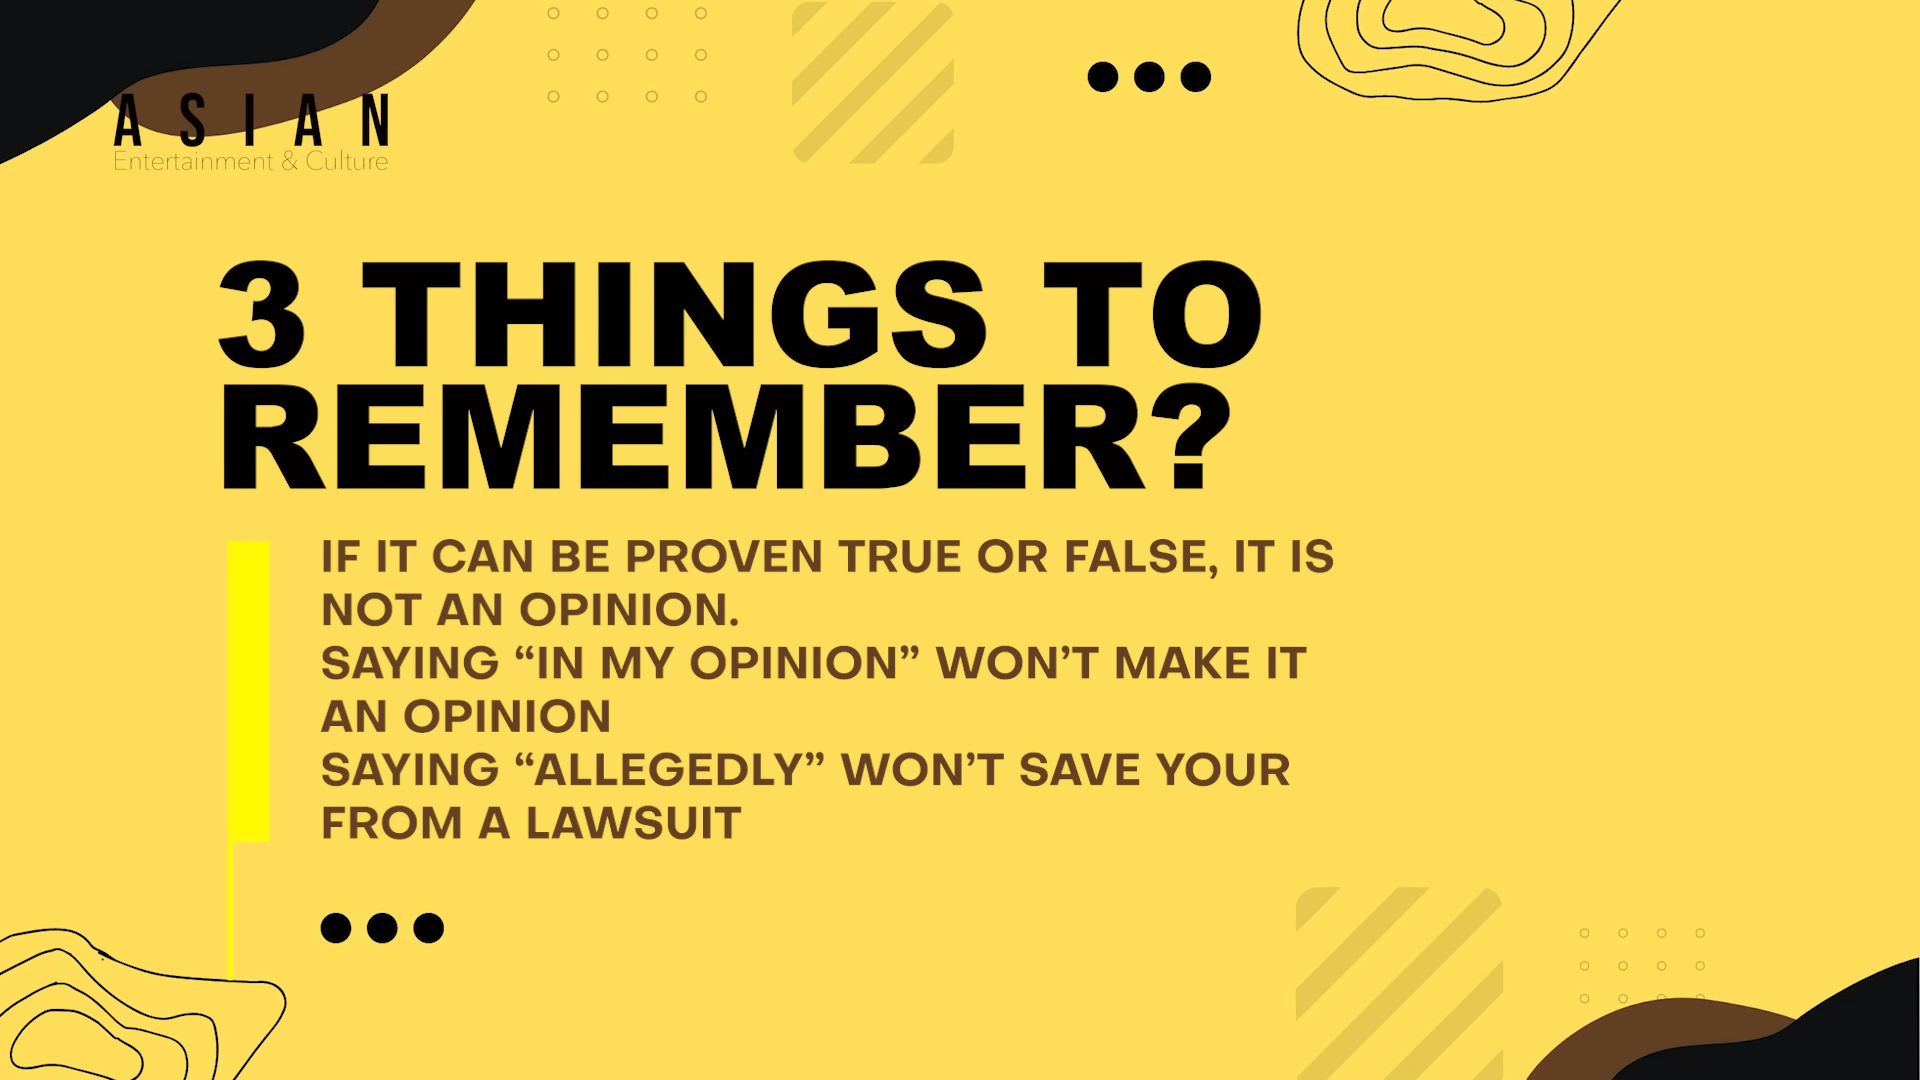 ASIAN
Entertainment & Culture
3 THINGS TO
REMEMBER?
IF IT CAN BE PROVEN TRUE OR FALSE, IT IS
NOT AN OPINION.
SAYING “IN MY OPINION” WON’T MAKE IT
AN OPINION
SAYING “ALLEGEDLY” WON’T SAVE YOUR
FROM A LAWSUIT